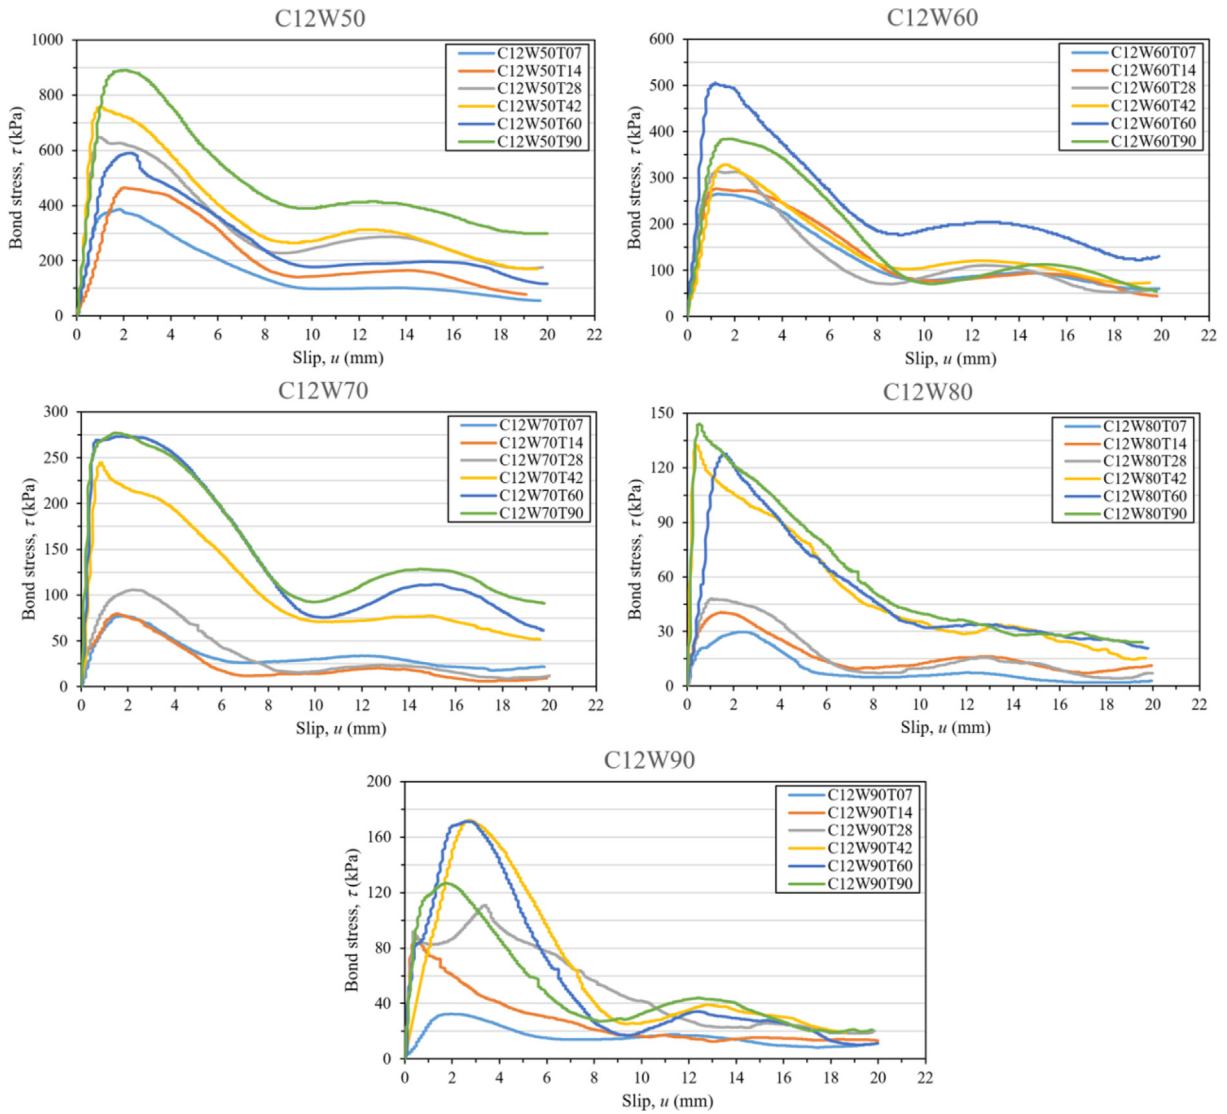 C12W50
1000
800
600
400
200
0
Bond stress, τ (kPa)
0 2 4 6 8 10 12 14 16 18 20 22
Slip, u (mm)
C12W50T07
C12W50T14
C12W50T28
C12W50T42
C12W50T60
C12W50T90
C12W60
600
500
400
300
200
100
0
Bond stress, τ (kPa)
0 2 4 6 8 10 12 14 16 18 20 22
Slip, u (mm)
C12W60T07
C12W60T14
C12W60T28
C12W60T42
C12W60T60
C12W60T90
C12W70
300
250
200
150
100
50
0
Bond stress, τ (kPa)
0 2 4 6 8 10 12 14 16 18 20 22
Slip, u (mm)
C12W70T07
C12W70T14
C12W70T28
C12W70T42
C12W70T60
C12W70T90
C12W80
150
120
90
60
30
0
Bond stress, τ (kPa)
0 2 4 6 8 10 12 14 16 18 20 22
Slip, u (mm)
C12W80T07
C12W80T14
C12W80T28
C12W80T42
C12W80T60
C12W80T90
C12W90
200
160
120
80
40
0
Bond stress, τ (kPa)
0 2 4 6 8 10 12 14 16 18 20 22
Slip, u (mm)
C12W90T07
C12W90T14
C12W90T28
C12W90T42
C12W90T60
C12W90T90